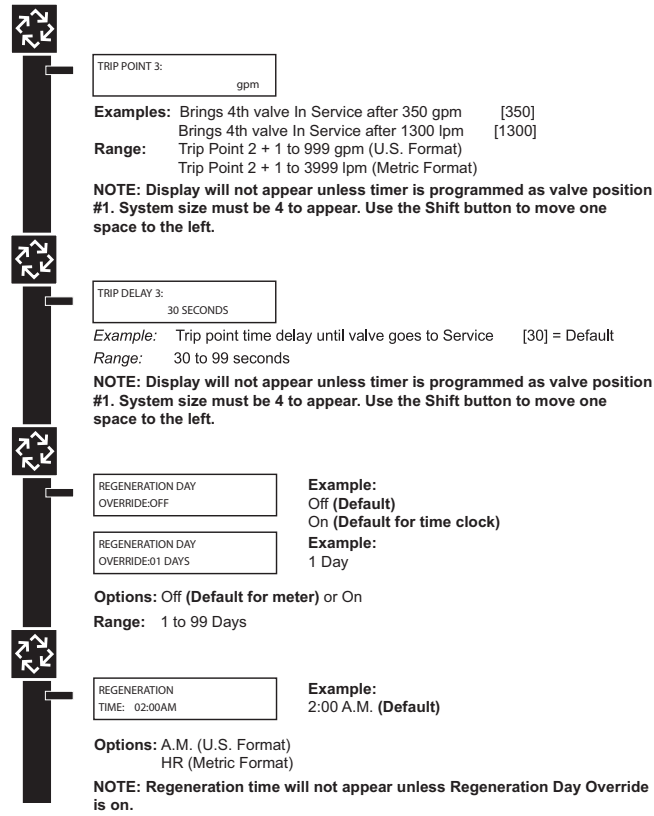 TRIP POINT 3:
gpm
Examples: Brings 4th valve In Service after 350 gpm [350]
Brings 4th valve In Service after 1300 lpm [1300]
Range: Trip Point 2 + 1 to 999 gpm (U.S. Format)
Trip Point 2 + 1 to 3999 lpm (Metric Format)
NOTE: Display will not appear unless timer is programmed as valve position
#1. System size must be 4 to appear. Use the Shift button to move one
space to the left.
TRIP DELAY 3:
30 SECONDS
Example: Trip point time delay until valve goes to Service [30] = Default
Range: 30 to 99 seconds
NOTE: Display will not appear unless timer is programmed as valve position
#1. System size must be 4 to appear. Use the Shift button to move one
space to the left.
REGENERATION DAY
OVERRIDE:OFF
Example:
Off (Default)
On (Default for time clock)
REGENERATION DAY
OVERRIDE:01 DAYS
Example:
1 Day
Options: Off (Default for meter) or On
Range: 1 to 99 Days
REGENERATION
TIME: 02:00AM
Example:
2:00 A.M. (Default)
Options: A.M. (U.S. Format)
HR (Metric Format)
NOTE: Regeneration time will not appear unless Regeneration Day Override
is on.